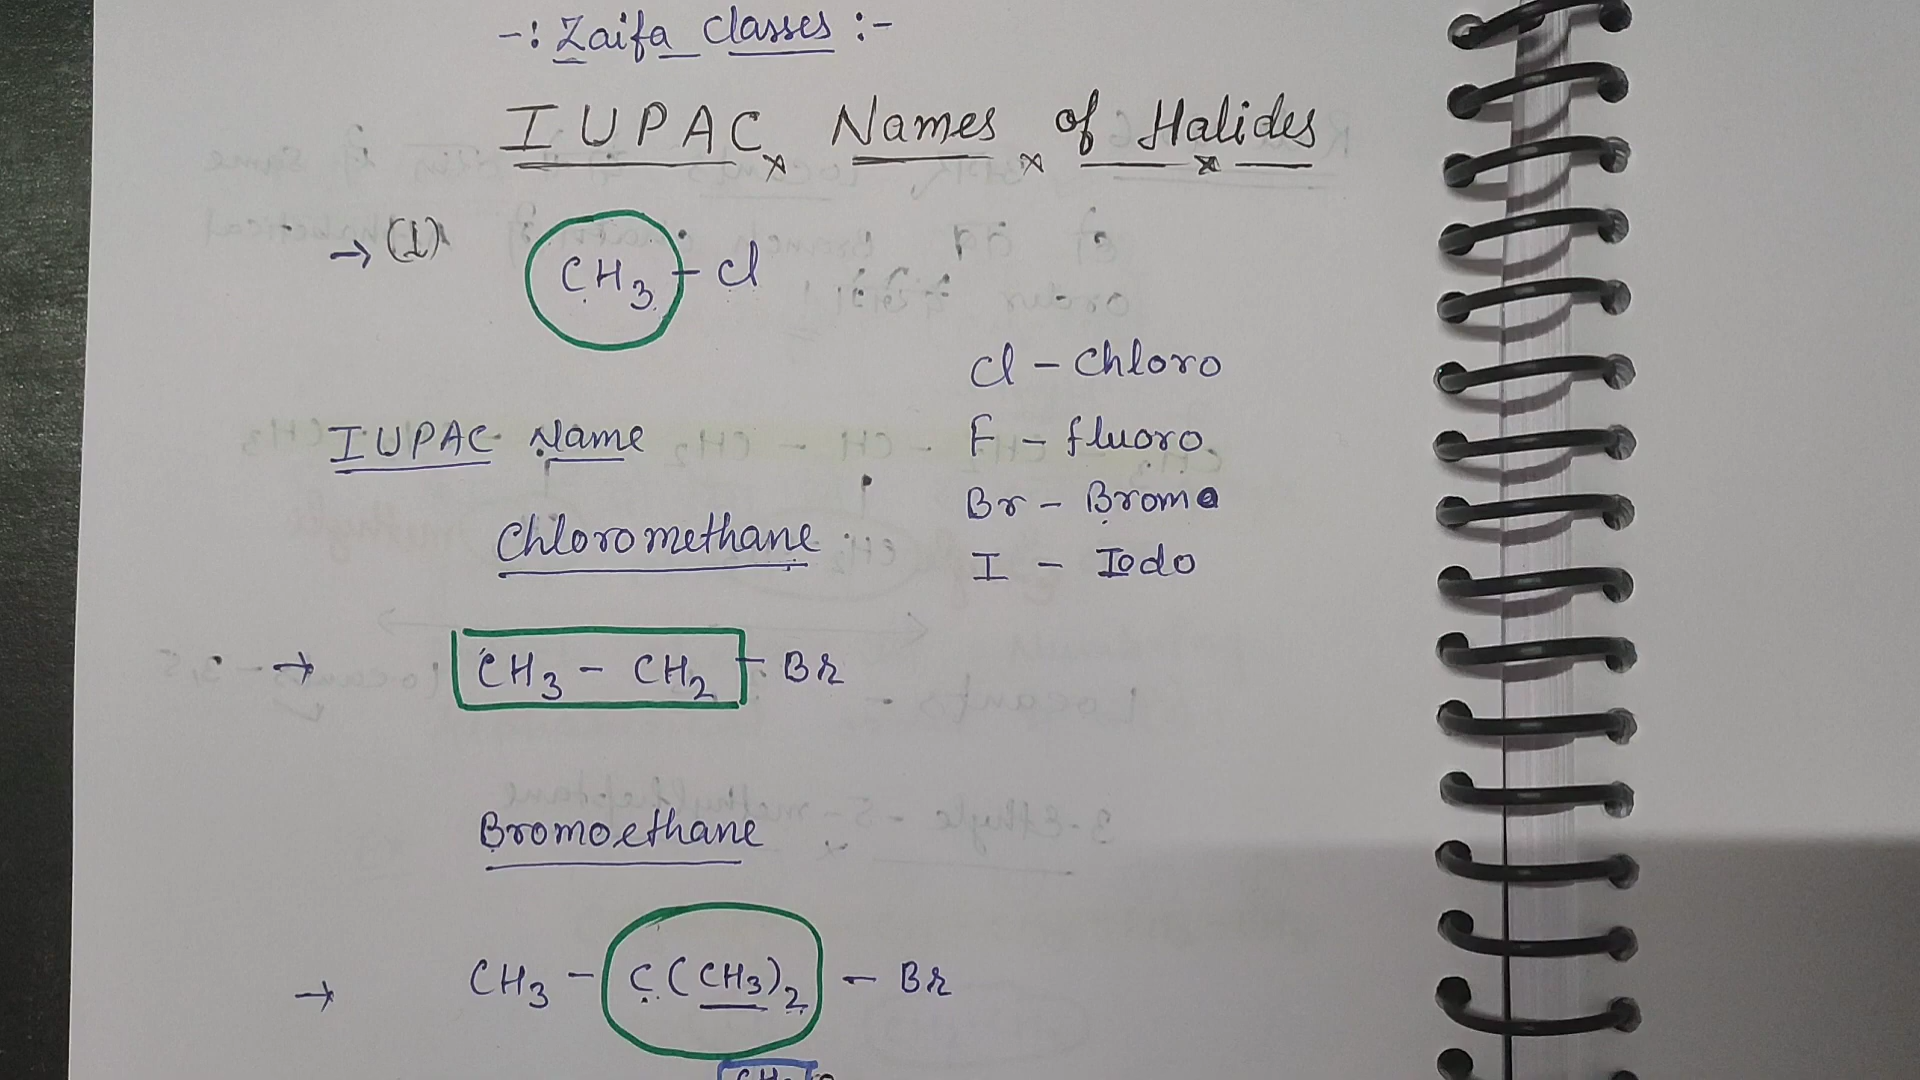 -: Zaifa Classes :-
IUPAC Names of Halides
→ (1) CH3 - Cl
Cl - Chloro
F - fluoro
Br - Bromo
I - Iodo
IUPAC Name
Chloromethane
→ CH3 - CH2 - Br
Bromoethane
→ CH3 - C(CH3)2 - Br